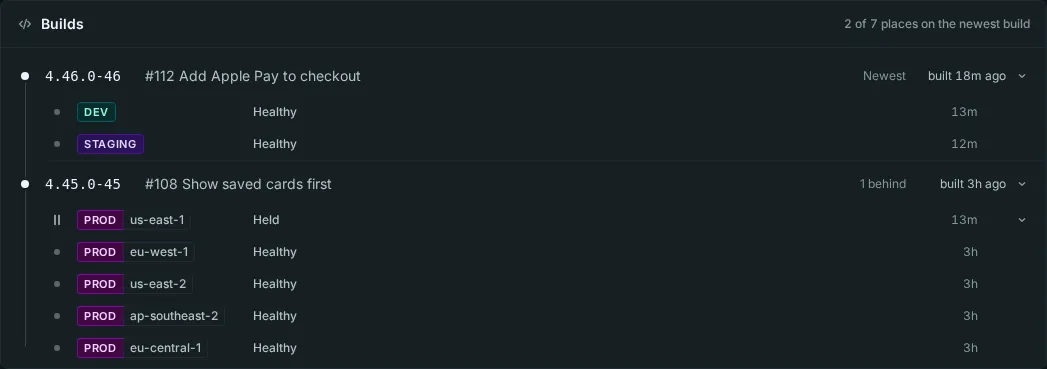 Builds 2 of 7 places on the newest build
4.46.0-46 #112 Add Apple Pay to checkout Newest built 18m ago
DEV Healthy 13m
STAGING Healthy 12m
4.45.0-45 #108 Show saved cards first 1 behind built 3h ago
PROD us-east-1 Held 13m
PROD eu-west-1 Healthy 3h
PROD us-east-2 Healthy 3h
PROD ap-southeast-2 Healthy 3h
PROD eu-central-1 Healthy 3h